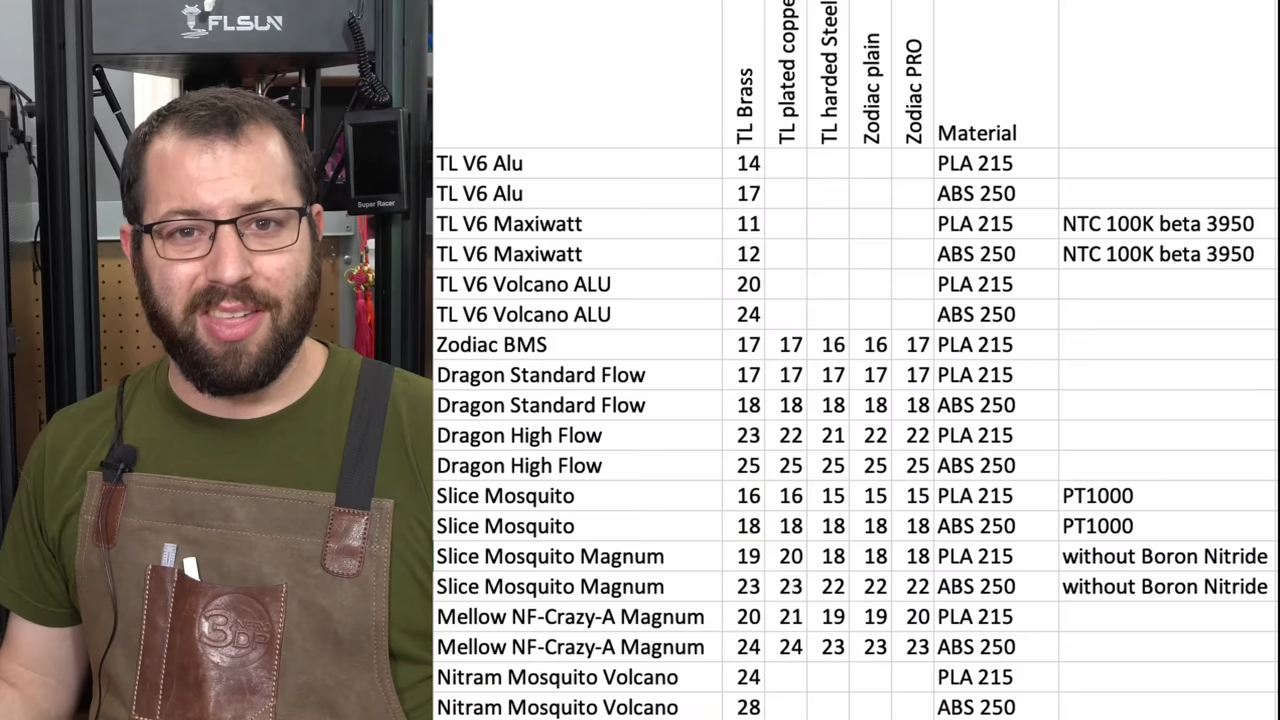 FLSUN
Super Racer
3D
DP
TL Brass
TL plated coppe
TL harded Steel
Zodiac plain
Zodiac PRO
Material
TL V6 Alu 14 PLA 215
TL V6 Alu 17 ABS 250
TL V6 Maxiwatt 11 PLA 215 NTC 100K beta 3950
TL V6 Maxiwatt 12 ABS 250 NTC 100K beta 3950
TL V6 Volcano ALU 20 PLA 215
TL V6 Volcano ALU 24 ABS 250
Zodiac BMS 17 17 16 16 17 PLA 215
Dragon Standard Flow 17 17 17 17 17 PLA 215
Dragon Standard Flow 18 18 18 18 18 ABS 250
Dragon High Flow 23 22 21 22 22 PLA 215
Dragon High Flow 25 25 25 25 25 ABS 250
Slice Mosquito 16 16 15 15 15 PLA 215 PT1000
Slice Mosquito 18 18 18 18 18 ABS 250 PT1000
Slice Mosquito Magnum 19 20 18 18 18 PLA 215 without Boron Nitride
Slice Mosquito Magnum 23 23 22 22 22 ABS 250 without Boron Nitride
Mellow NF-Crazy-A Magnum 20 21 19 19 20 PLA 215
Mellow NF-Crazy-A Magnum 24 24 23 23 23 ABS 250
Nitram Mosquito Volcano 24 PLA 215
Nitram Mosquito Volcano 28 ABS 250